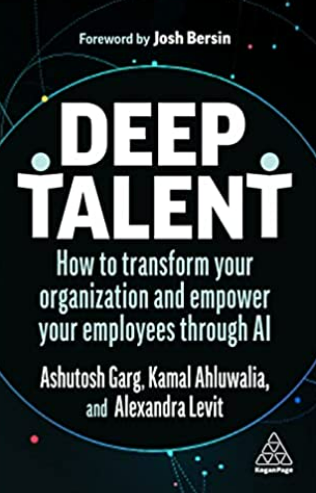 Foreword by Josh Bersin
DEEP
TALENT
How to transform your
organization and empower
your employees through AI
Ashutosh Garg, Kamal Ahluwalia,
and Alexandra Levit
KoganPage